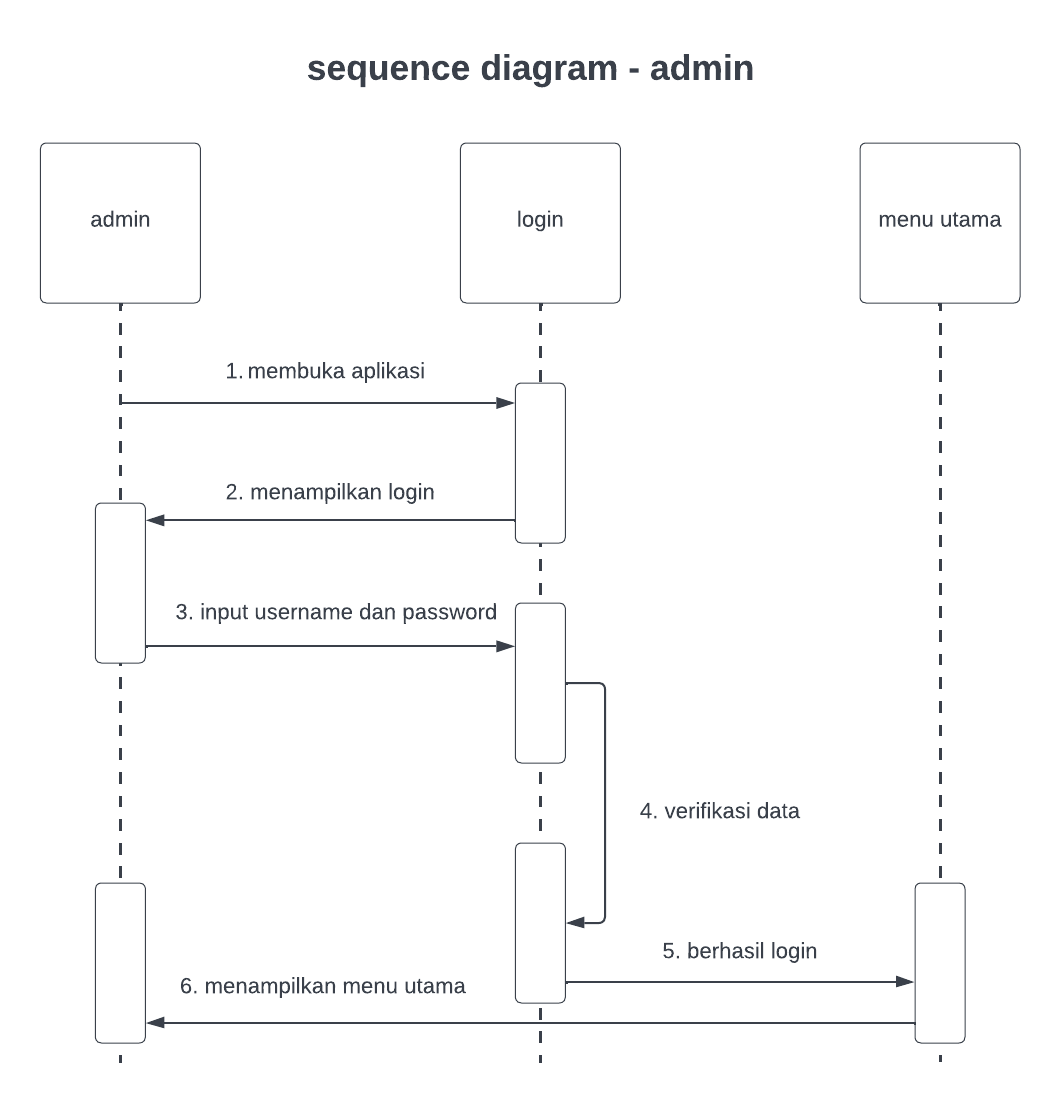 sequence diagram - admin
admin
login
menu utama
1. membuka aplikasi
2. menampilkan login
3. input username dan password
4. verifikasi data
5. berhasil login
6. menampilkan menu utama